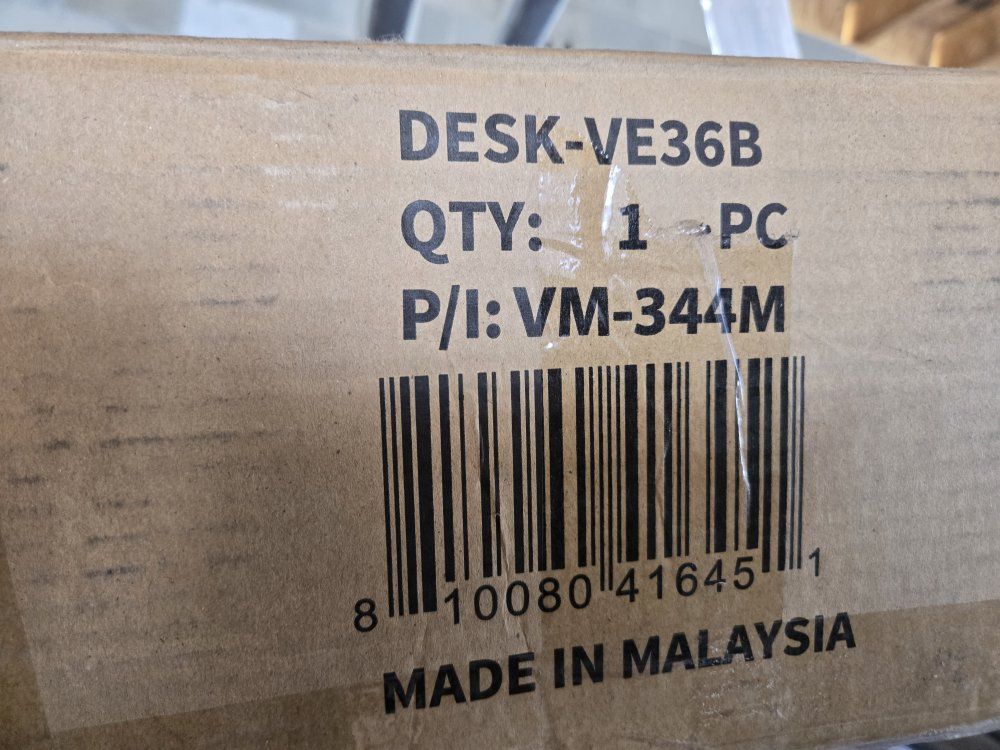 DESK-VE36B
QTY: 1 PC
P/I: VM-344M
8 10080 41645 1
MADE IN MALAYSIA